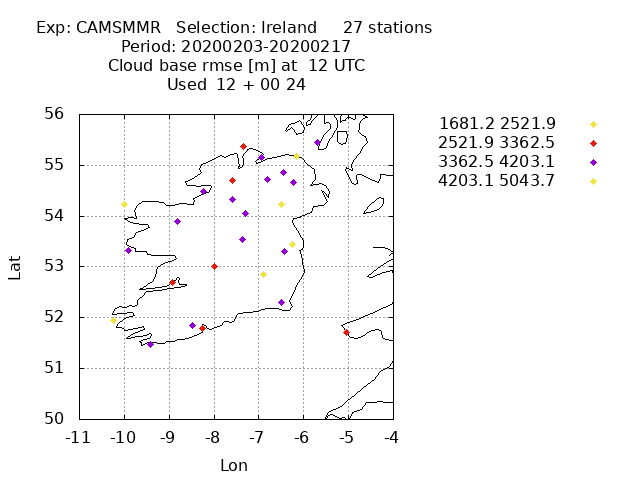 Exp: CAMSMMR Selection: Ireland 27 stations
Period: 20200203-20200217
Cloud base rmse [m] at 12 UTC
Used 12 + 00 24
1681.2 2521.9
2521.9 3362.5
3362.5 4203.1
4203.1 5043.7
56
55
54
53
52
51
50
Lat
-11 -10 -9 -8 -7 -6 -5 -4
Lon